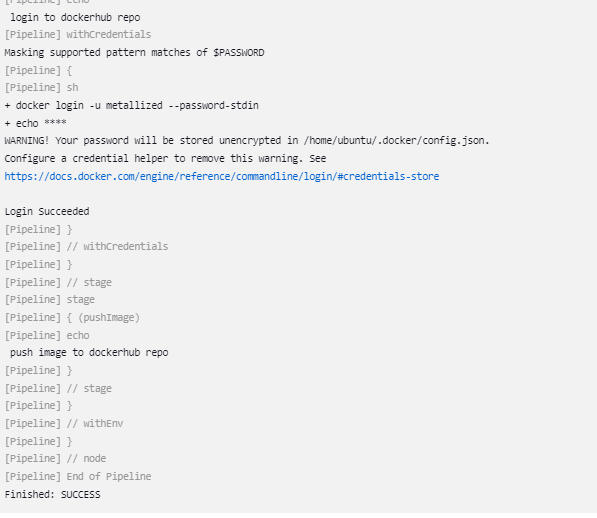 [Pipeline] echo
login to dockerhub repo
[Pipeline] withCredentials
Masking supported pattern matches of $PASSWORD
[Pipeline] {
[Pipeline] sh
+ docker login -u metallized --password-stdin
+ echo ****
WARNING! Your password will be stored unencrypted in /home/ubuntu/.docker/config.json.
Configure a credential helper to remove this warning. See
https://docs.docker.com/engine/reference/commandline/login/#credentials-store
Login Succeeded
[Pipeline] }
[Pipeline] // withCredentials
[Pipeline] }
[Pipeline] // stage
[Pipeline] stage
[Pipeline] { (pushImage)
[Pipeline] echo
push image to dockerhub repo
[Pipeline] }
[Pipeline] // stage
[Pipeline] }
[Pipeline] // withEnv
[Pipeline] }
[Pipeline] // node
[Pipeline] End of Pipeline
Finished: SUCCESS